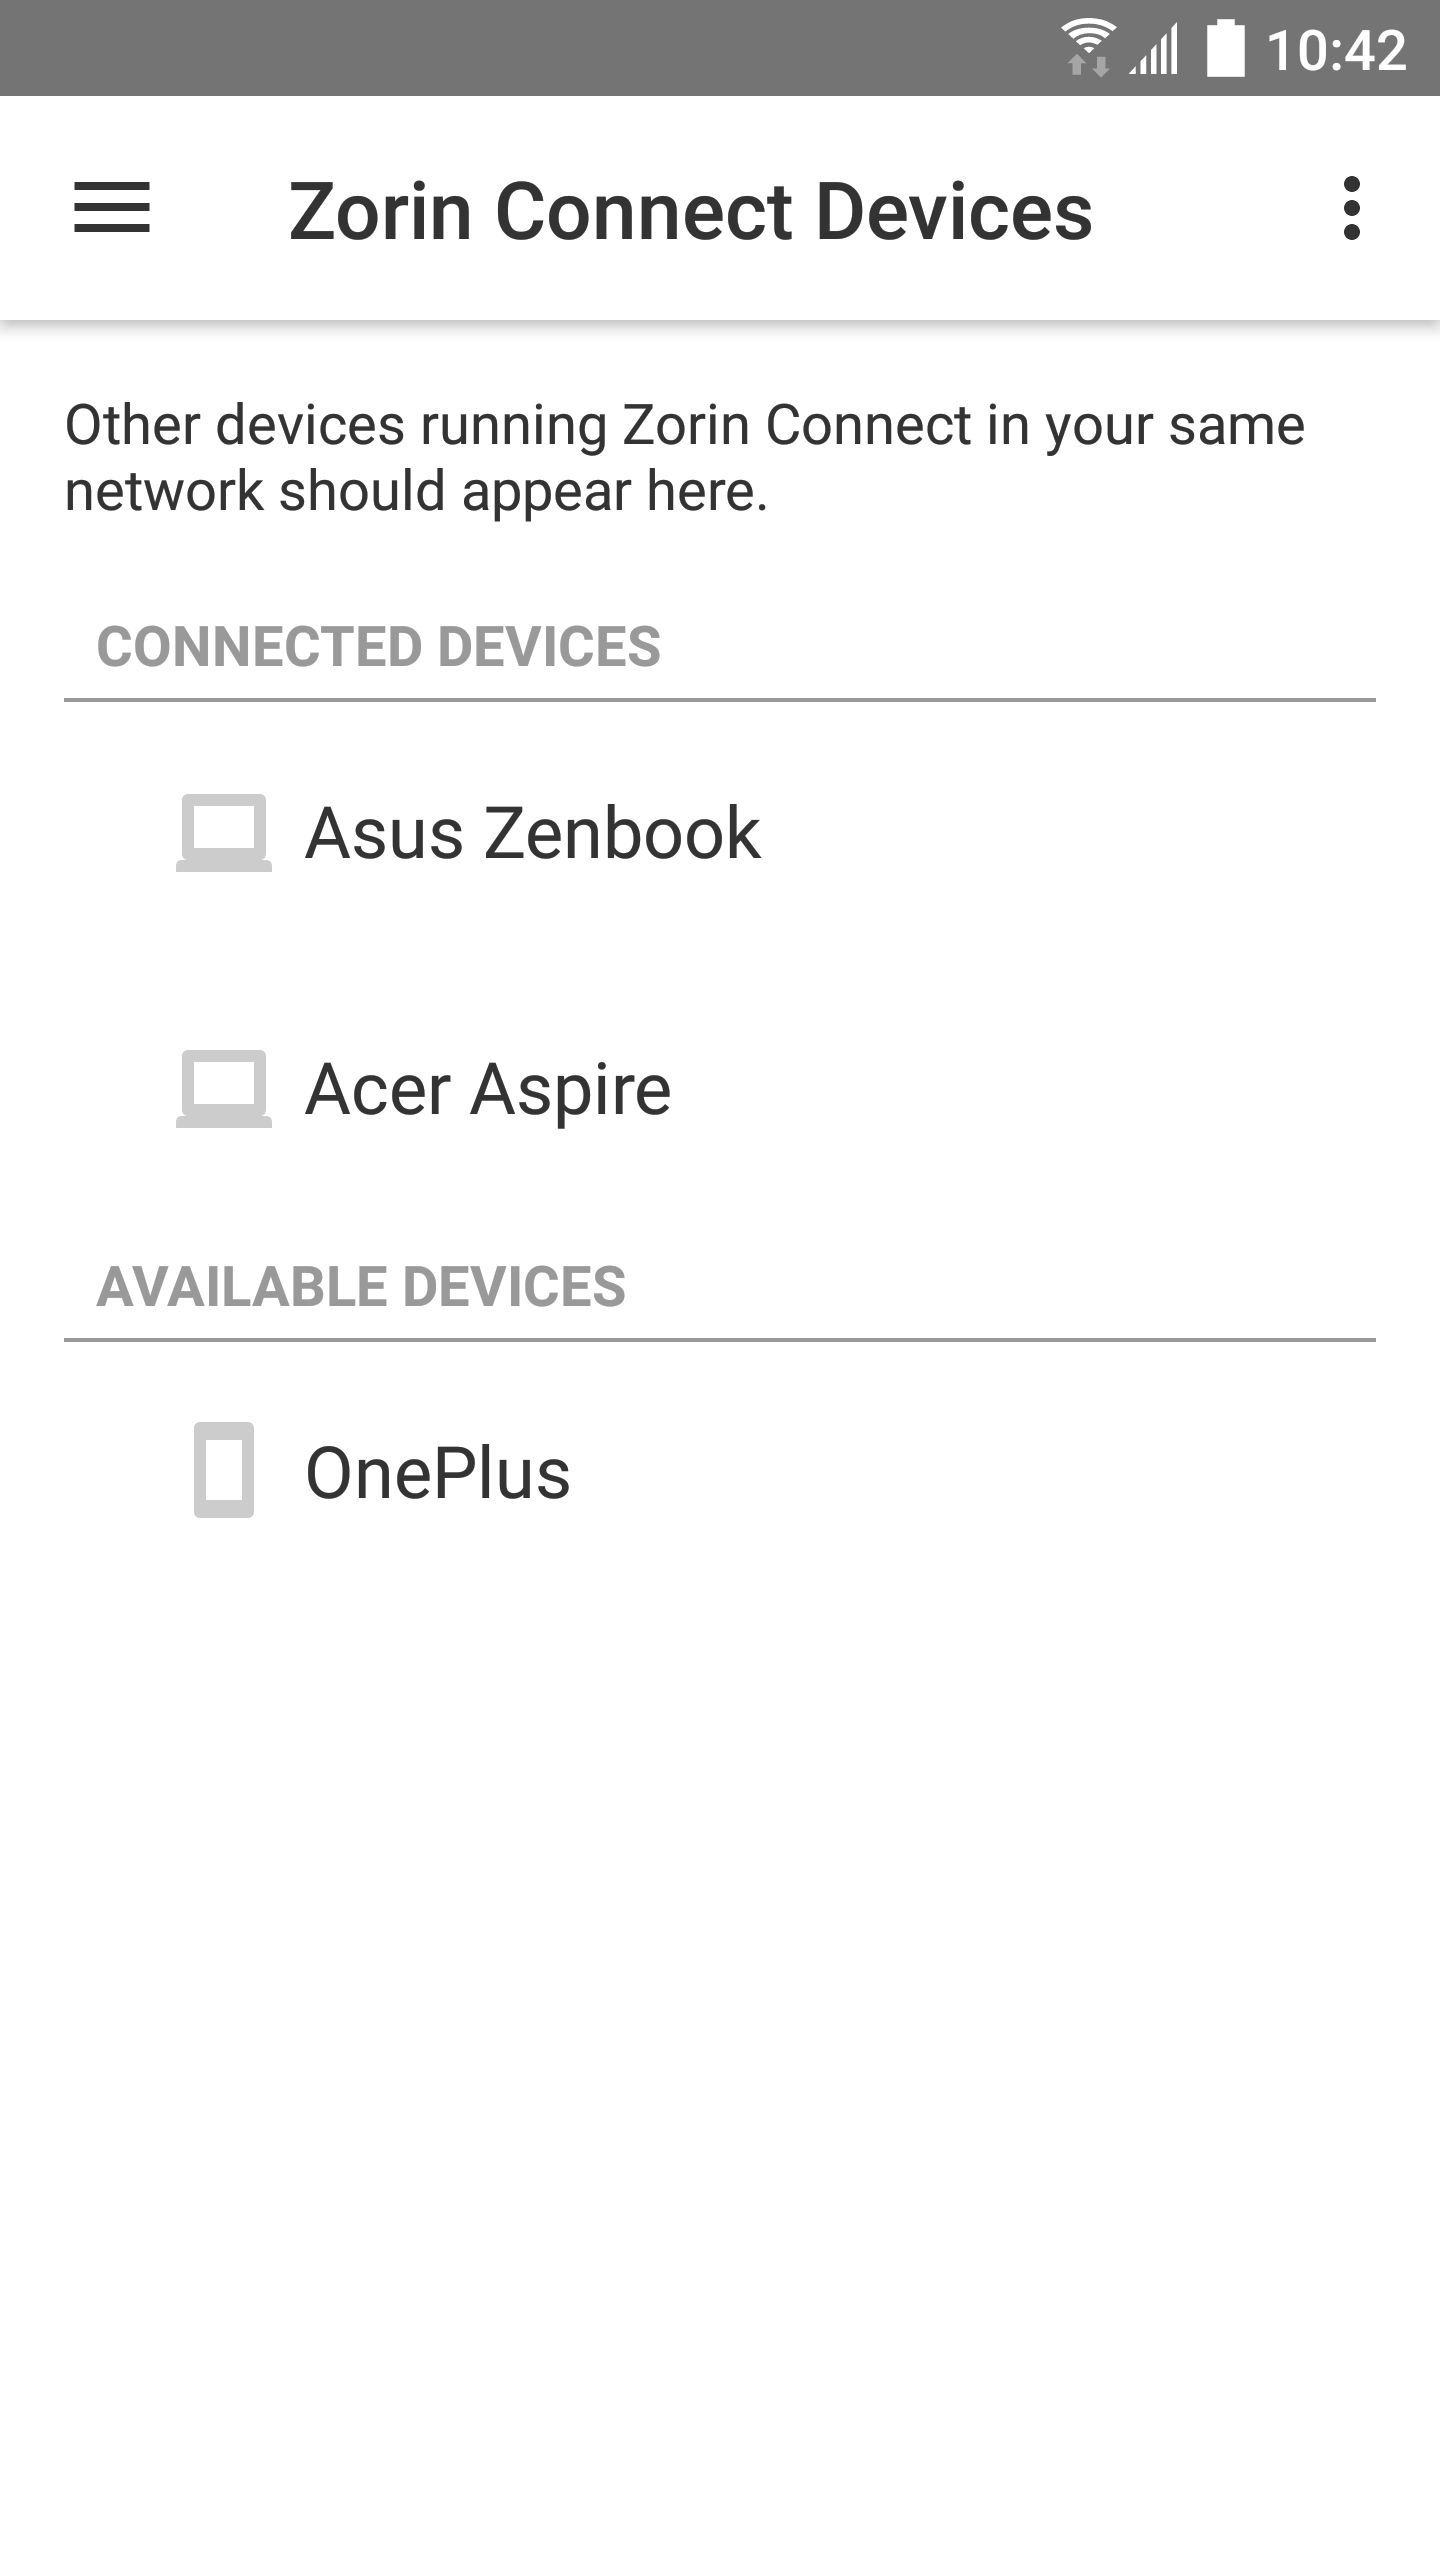 10:42
Zorin Connect Devices
Other devices running Zorin Connect in your same
network should appear here.
CONNECTED DEVICES
Asus Zenbook
Acer Aspire
AVAILABLE DEVICES
OnePlus